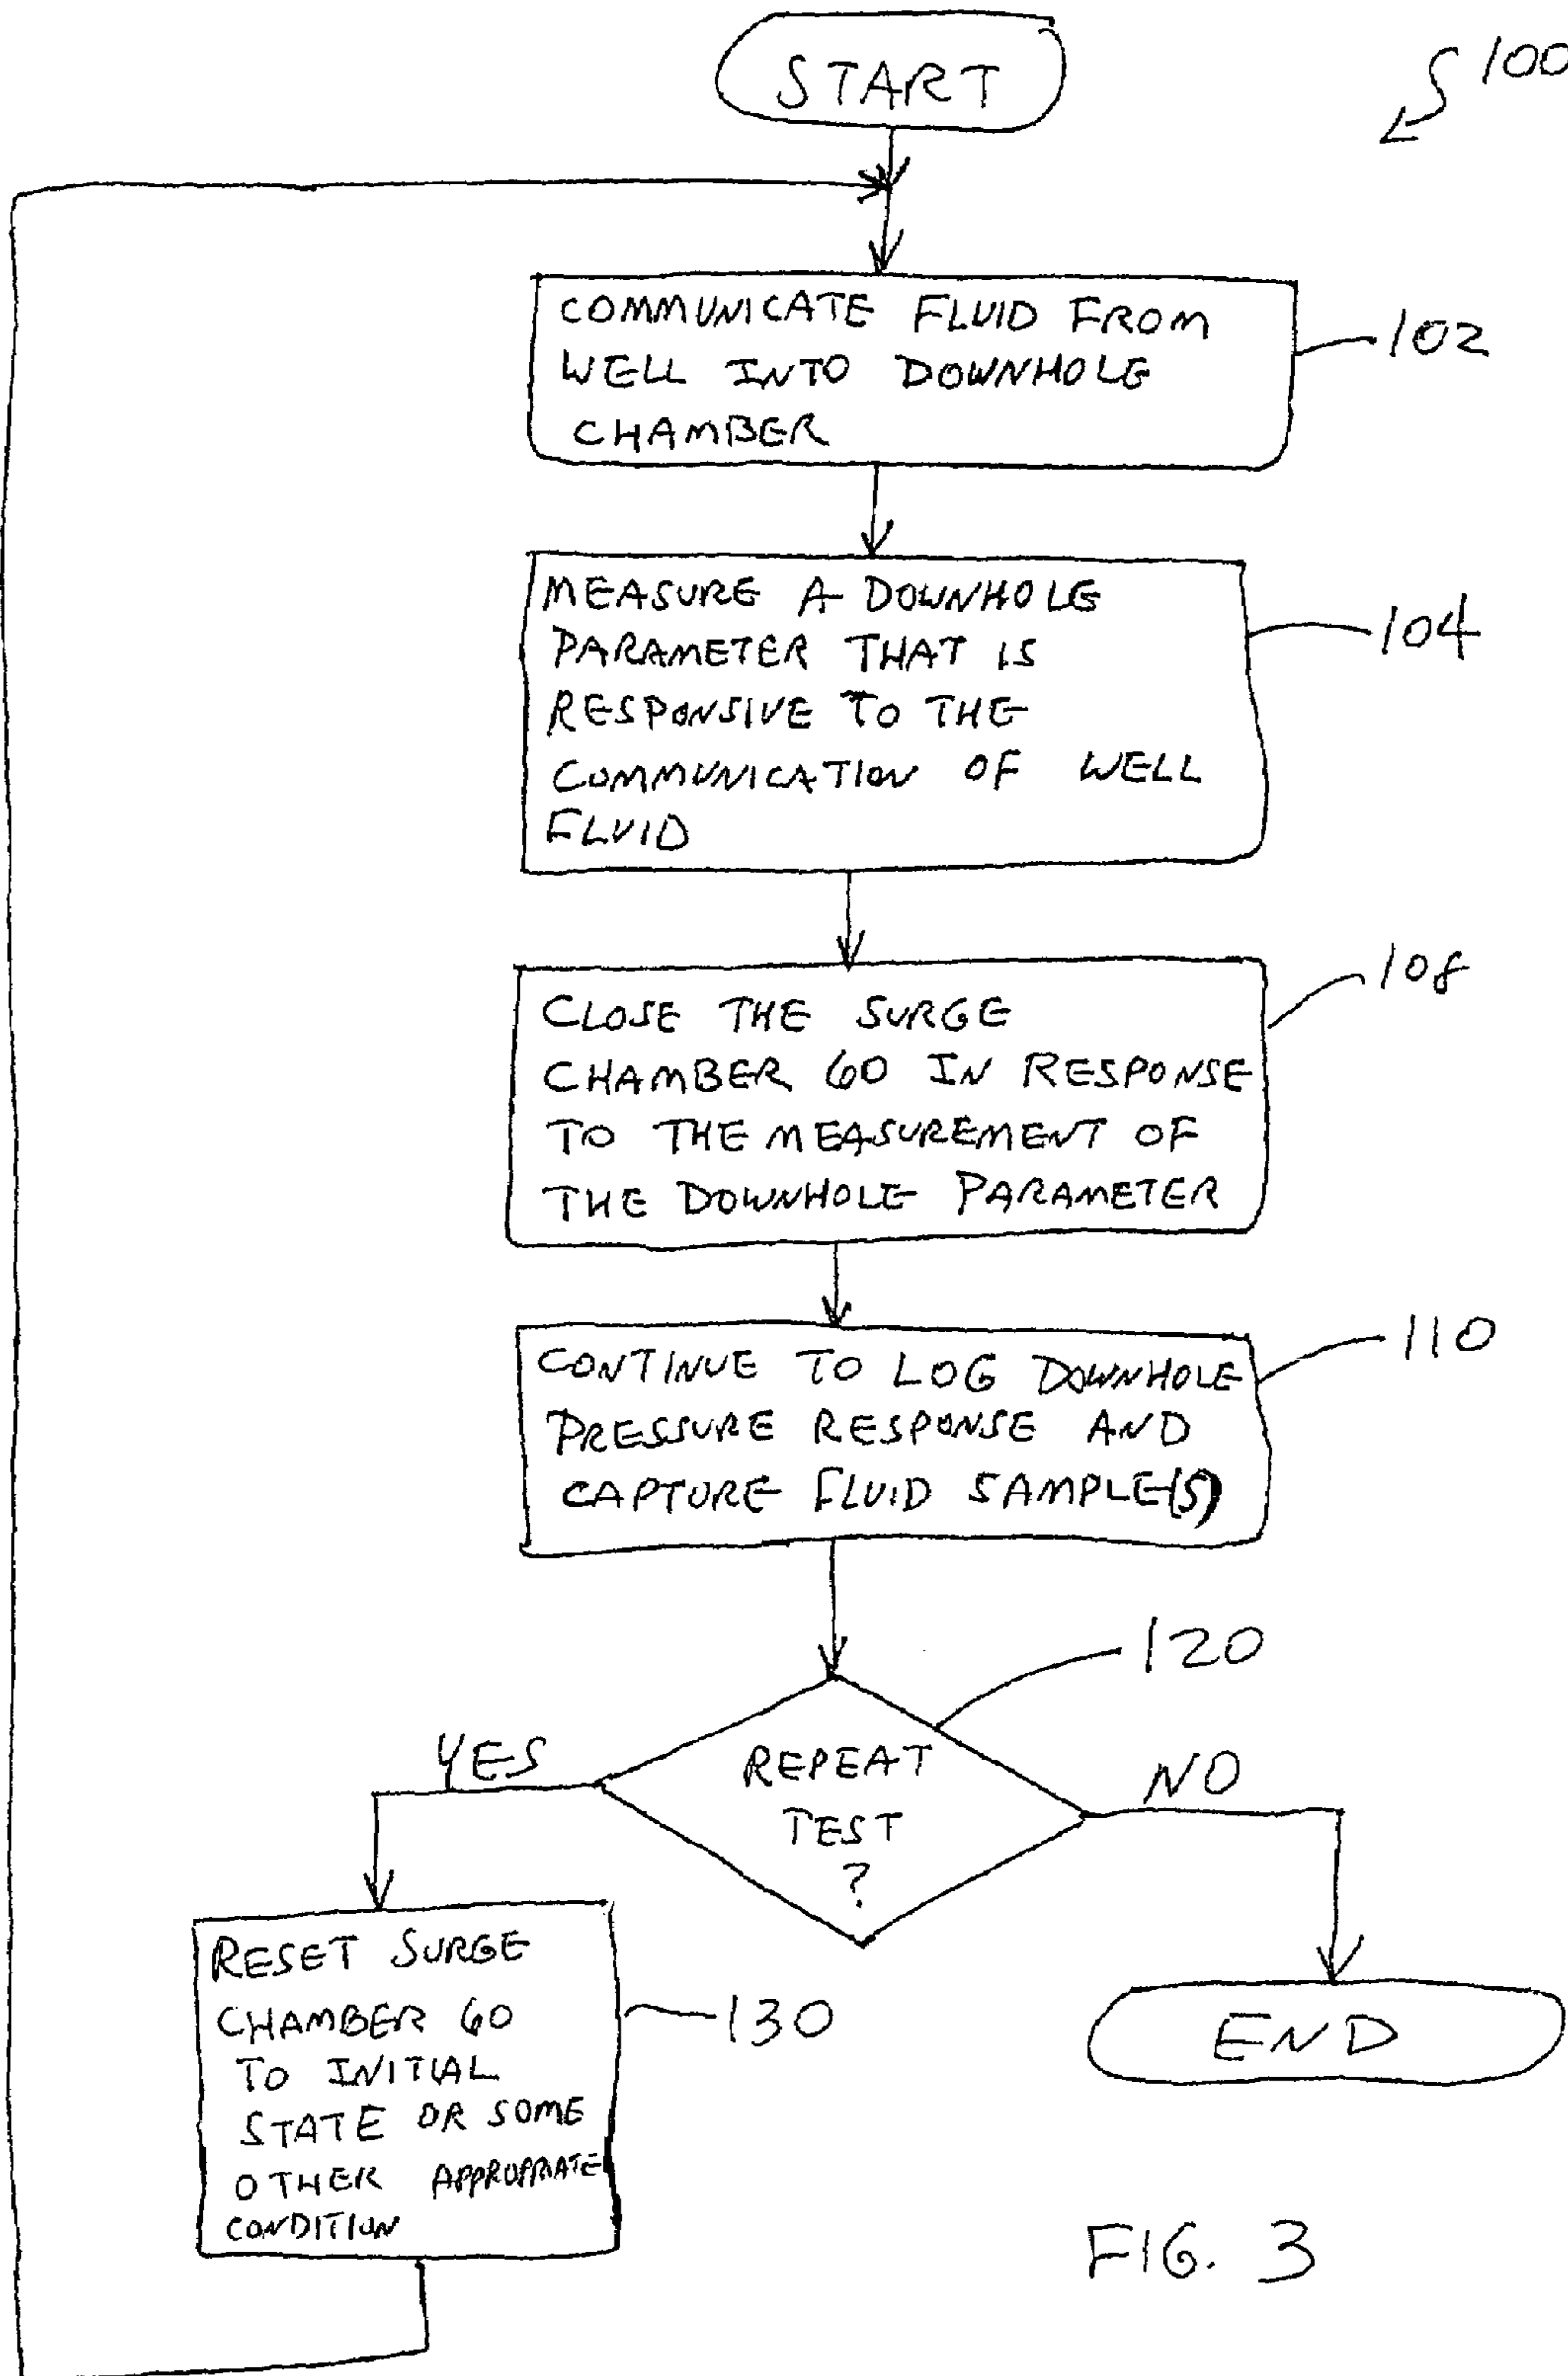 START
100
COMMUNICATE FLUID FROM
WELL INTO DOWNHOLE
CHAMBER
102
MEASURE A DOWNHOLE
PARAMETER THAT IS
RESPONSIVE TO THE
COMMUNICATION OF WELL
FLUID
104
CLOSE THE SURGE
CHAMBER 60 IN RESPONSE
TO THE MEASUREMENT OF
THE DOWNHOLE PARAMETER
108
CONTINUE TO LOG DOWNHOLE
PRESSURE RESPONSE AND
CAPTURE FLUID SAMPLE(S)
110
REPEAT
TEST
?
120
YES
NO
RESET SURGE
CHAMBER 60
TO INITIAL
STATE OR SOME
OTHER APPROPRIATE
CONDITION
130
END
FIG. 3